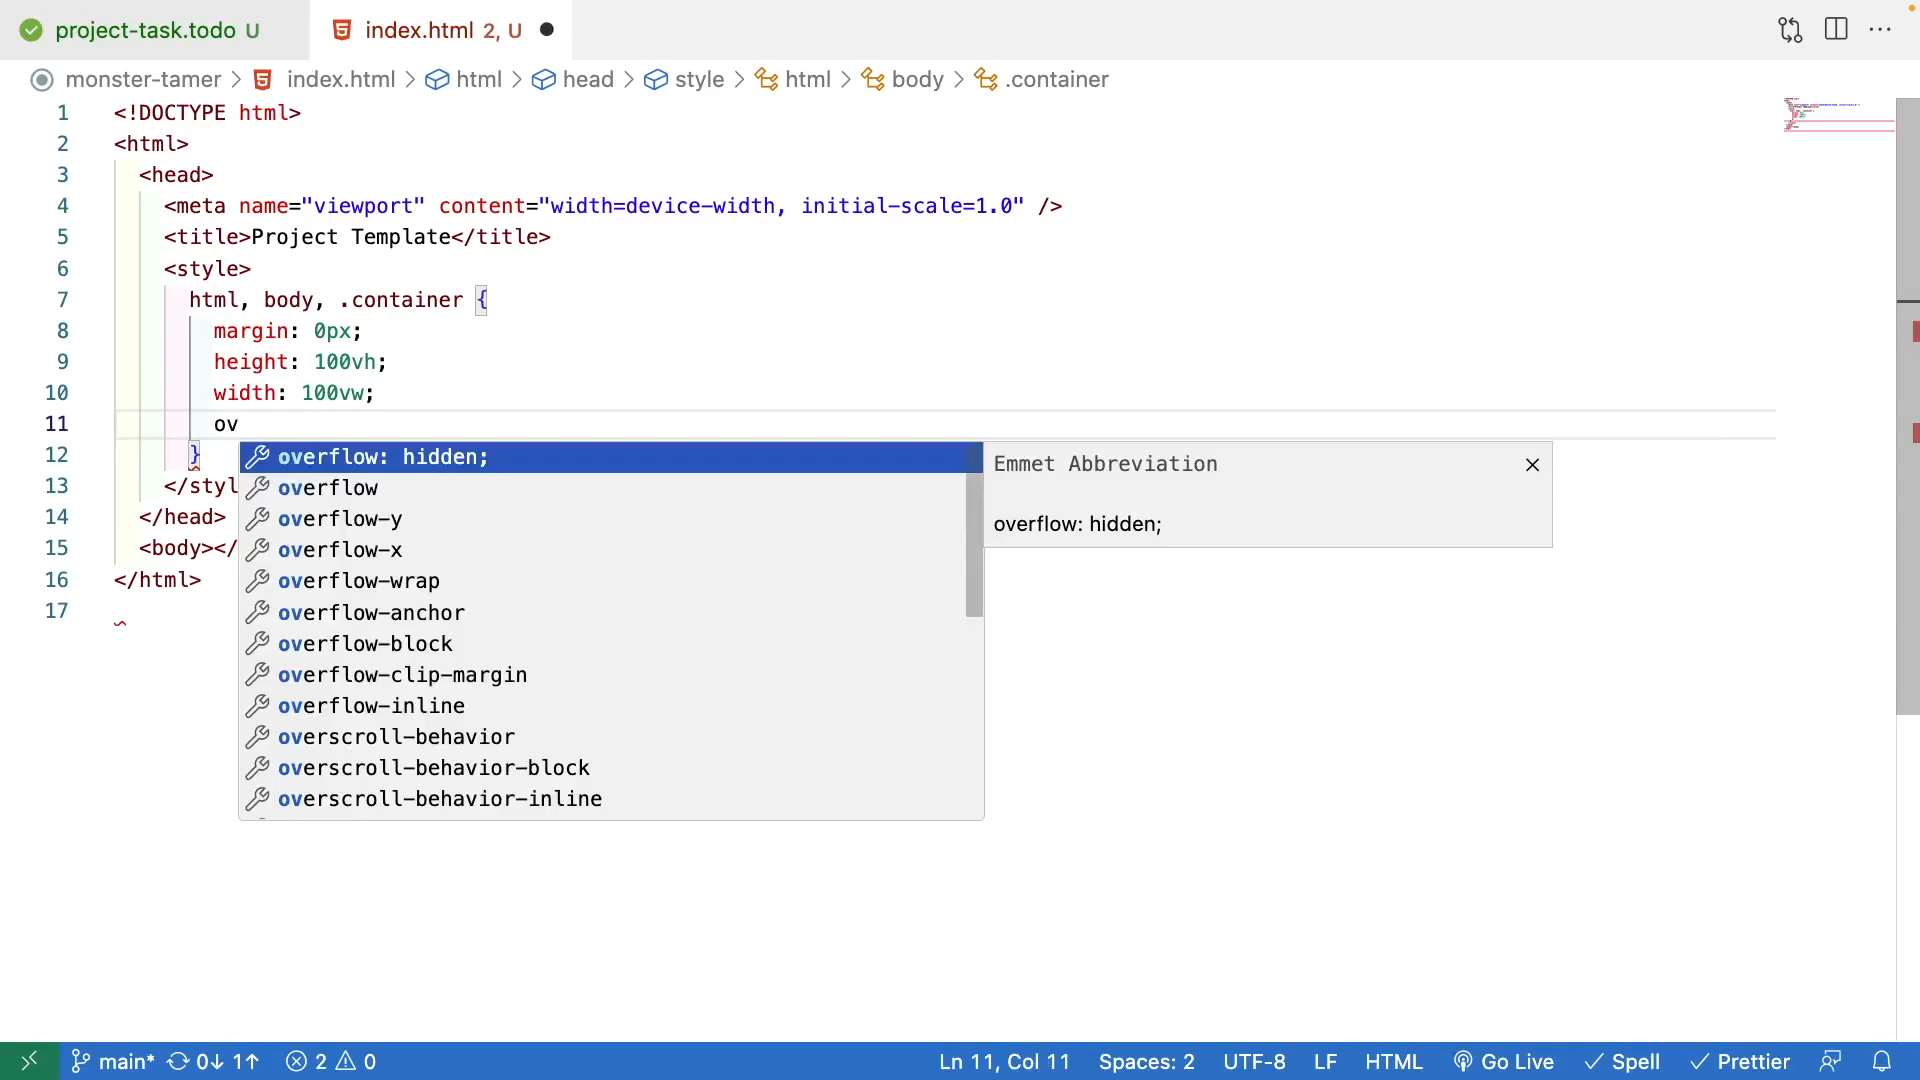 project-task.todo U
index.html 2, U
monster-tamer > index.html > html > head > style > html > body > .container
1 <!DOCTYPE html>
2 <html>
3 <head>
4 <meta name="viewport" content="width=device-width, initial-scale=1.0" />
5 <title>Project Template</title>
6 <style>
7 html, body, .container {
8 margin: 0px;
9 height: 100vh;
10 width: 100vw;
11 ov
12 }
overflow: hidden;
Emmet Abbreviation
overflow: hidden;
13 </styl
overflow
14 </head>
overflow-y
15 <body></
overflow-x
16 </html>
overflow-wrap
17
overflow-anchor
overflow-block
overflow-clip-margin
overflow-inline
overscroll-behavior
overscroll-behavior-block
overscroll-behavior-inline
main* 0↓ 1↑ 2 0 Ln 11, Col 11 Spaces: 2 UTF-8 LF HTML Go Live Spell Prettier